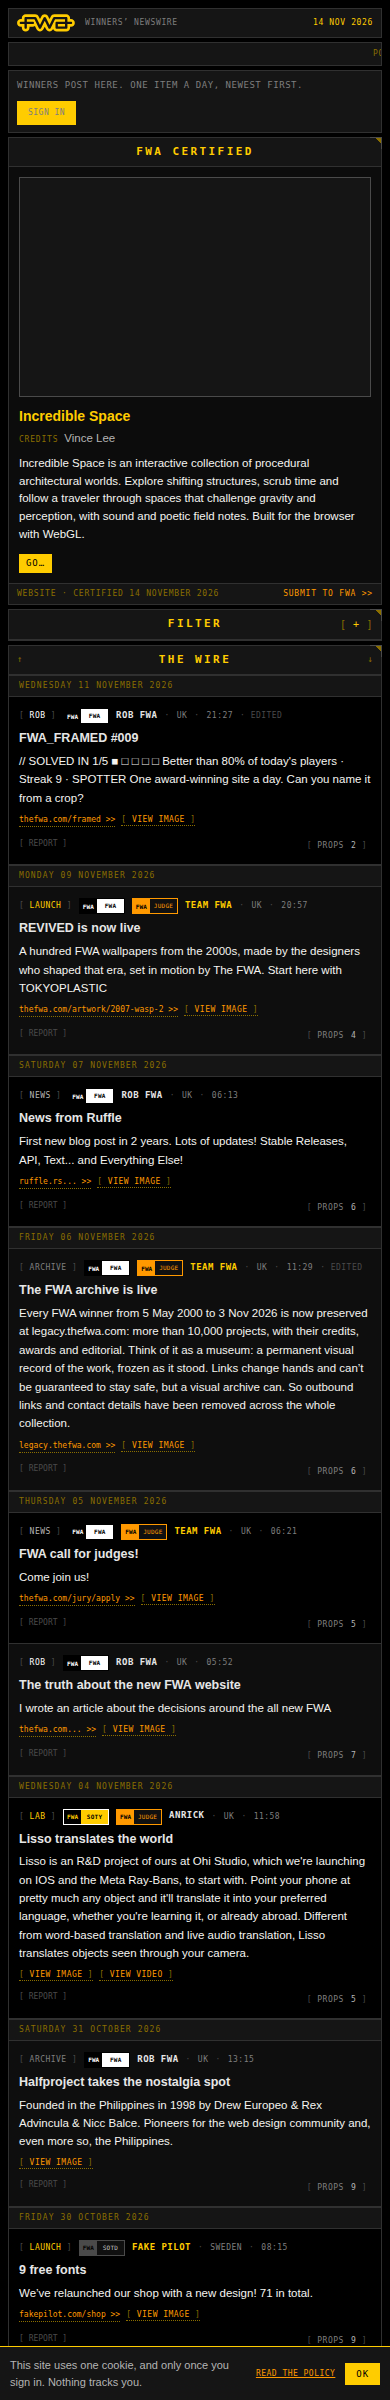 FWA WINNERS' NEWSWIRE 14 NOV 2026
WINNERS POST HERE. ONE ITEM A DAY, NEWEST FIRST.
SIGN IN
FWA CERTIFIED
Incredible Space
CREDITS Vince Lee
Incredible Space is an interactive collection of procedural
architectural worlds. Explore shifting structures, scrub time and
follow a traveler through spaces that challenge gravity and
perception, with sound and poetic field notes. Built for the browser
with WebGL.
GO…
WEBSITE · CERTIFIED 14 NOVEMBER 2026 SUBMIT TO FWA >>
FILTER [ + ]
↑ THE WIRE ↓
WEDNESDAY 11 NOVEMBER 2026
[ ROB ] FWA FWA ROB FWA · UK · 21:27 · EDITED
FWA_FRAMED #009
// SOLVED IN 1/5 ■ □ □ □ □ Better than 80% of today's players ·
Streak 9 · SPOTTER One award-winning site a day. Can you name it
from a crop?
thefwa.com/framed >> [ VIEW IMAGE ]
[ REPORT ] [ PROPS 2 ]
MONDAY 09 NOVEMBER 2026
[ LAUNCH ] FWA FWA FWA JUDGE TEAM FWA · UK · 20:57
REVIVED is now live
A hundred FWA wallpapers from the 2000s, made by the designers
who shaped that era, set in motion by The FWA. Start here with
TOKYOPLASTIC
thefwa.com/artwork/2007-wasp-2 >> [ VIEW IMAGE ]
[ REPORT ] [ PROPS 4 ]
SATURDAY 07 NOVEMBER 2026
[ NEWS ] FWA FWA ROB FWA · UK · 06:13
News from Ruffle
First new blog post in 2 years. Lots of updates! Stable Releases,
API, Text... and Everything Else!
ruffle.rs... >> [ VIEW IMAGE ]
[ REPORT ] [ PROPS 6 ]
FRIDAY 06 NOVEMBER 2026
[ ARCHIVE ] FWA FWA FWA JUDGE TEAM FWA · UK · 11:29 · EDITED
The FWA archive is live
Every FWA winner from 5 May 2000 to 3 Nov 2026 is now preserved
at legacy.thefwa.com: more than 10,000 projects, with their credits,
awards and editorial. Think of it as a museum: a permanent visual
record of the work, frozen as it stood. Links change hands and can't
be guaranteed to stay safe, but a visual archive can. So outbound
links and contact details have been removed across the whole
collection.
legacy.thefwa.com >> [ VIEW IMAGE ]
[ REPORT ] [ PROPS 6 ]
THURSDAY 05 NOVEMBER 2026
[ NEWS ] FWA FWA FWA JUDGE TEAM FWA · UK · 06:21
FWA call for judges!
Come join us!
thefwa.com/jury/apply >> [ VIEW IMAGE ]
[ REPORT ] [ PROPS 5 ]
[ ROB ] FWA FWA ROB FWA · UK · 05:52
The truth about the new FWA website
I wrote an article about the decisions around the all new FWA
thefwa.com... >> [ VIEW IMAGE ]
[ REPORT ] [ PROPS 7 ]
WEDNESDAY 04 NOVEMBER 2026
[ LAB ] FWA SOTY FWA JUDGE ANRICK · UK · 11:58
Lisso translates the world
Lisso is an R&D project of ours at Ohi Studio, which we're launching
on IOS and the Meta Ray-Bans, to start with. Point your phone at
pretty much any object and it'll translate it into your preferred
language, whether you're learning it, or already abroad. Different
from word-based translation and live audio translation, Lisso
translates objects seen through your camera.
[ VIEW IMAGE ] [ VIEW VIDEO ]
[ REPORT ] [ PROPS 5 ]
SATURDAY 31 OCTOBER 2026
[ ARCHIVE ] FWA FWA ROB FWA · UK · 13:15
Halfproject takes the nostalgia spot
Founded in the Philippines in 1998 by Drew Europeo & Rex
Advincula & Nicc Balce. Pioneers for the web design community and,
even more so, the Philippines.
[ VIEW IMAGE ]
[ REPORT ] [ PROPS 9 ]
FRIDAY 30 OCTOBER 2026
[ LAUNCH ] FWA SOTD FAKE PILOT · SWEDEN · 08:15
9 free fonts
We've relaunched our shop with a new design! 71 in total.
fakepilot.com/shop >> [ VIEW IMAGE ]
[ REPORT ] [ PROPS 9 ]
This site uses one cookie, and only once you
sign in. Nothing tracks you.
READ THE POLICY OK